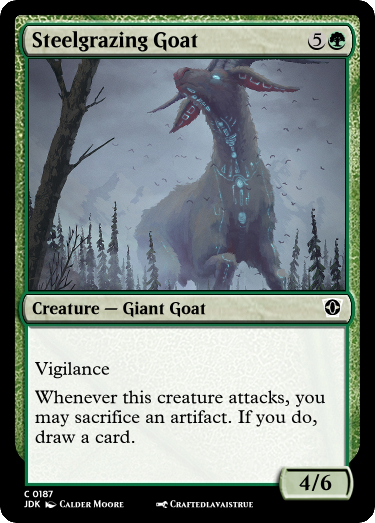 Steelgrazing Goat 5
Creature — Giant Goat
Vigilance
Whenever this creature attacks, you
may sacrifice an artifact. If you do,
draw a card.
4/6
C 0187
JDK Calder Moore Craftedlavaistrue